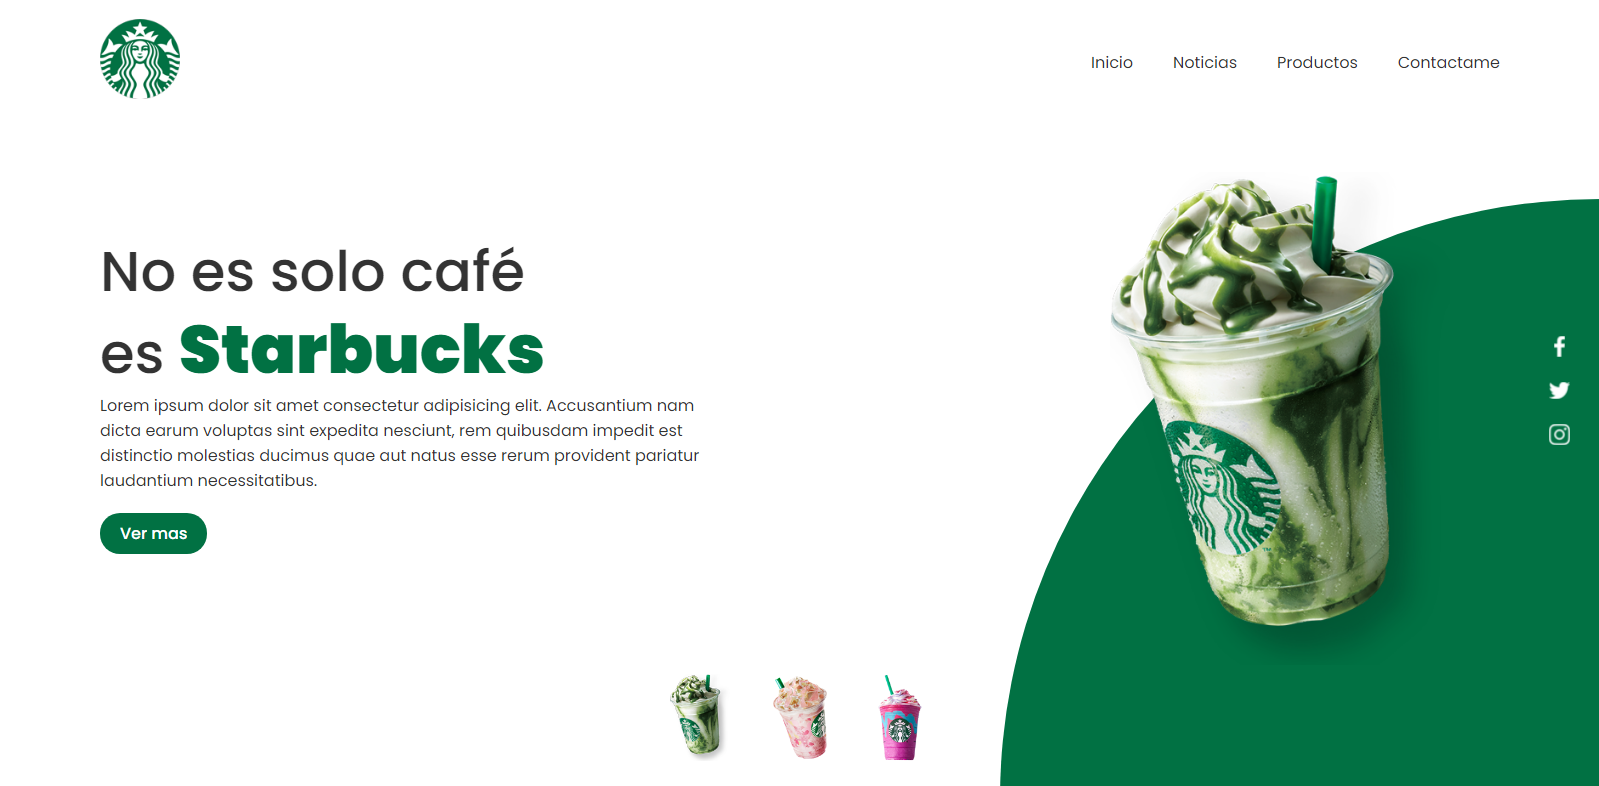 Inicio Noticias Productos Contactame
No es solo café
es Starbucks
Lorem ipsum dolor sit amet consectetur adipisicing elit. Accusantium nam
dicta earum voluptas sint expedita nesciunt, rem quibusdam impedit est
distinctio molestias ducimus quae aut natus esse rerum provident pariatur
laudantium necessitatibus.
Ver mas